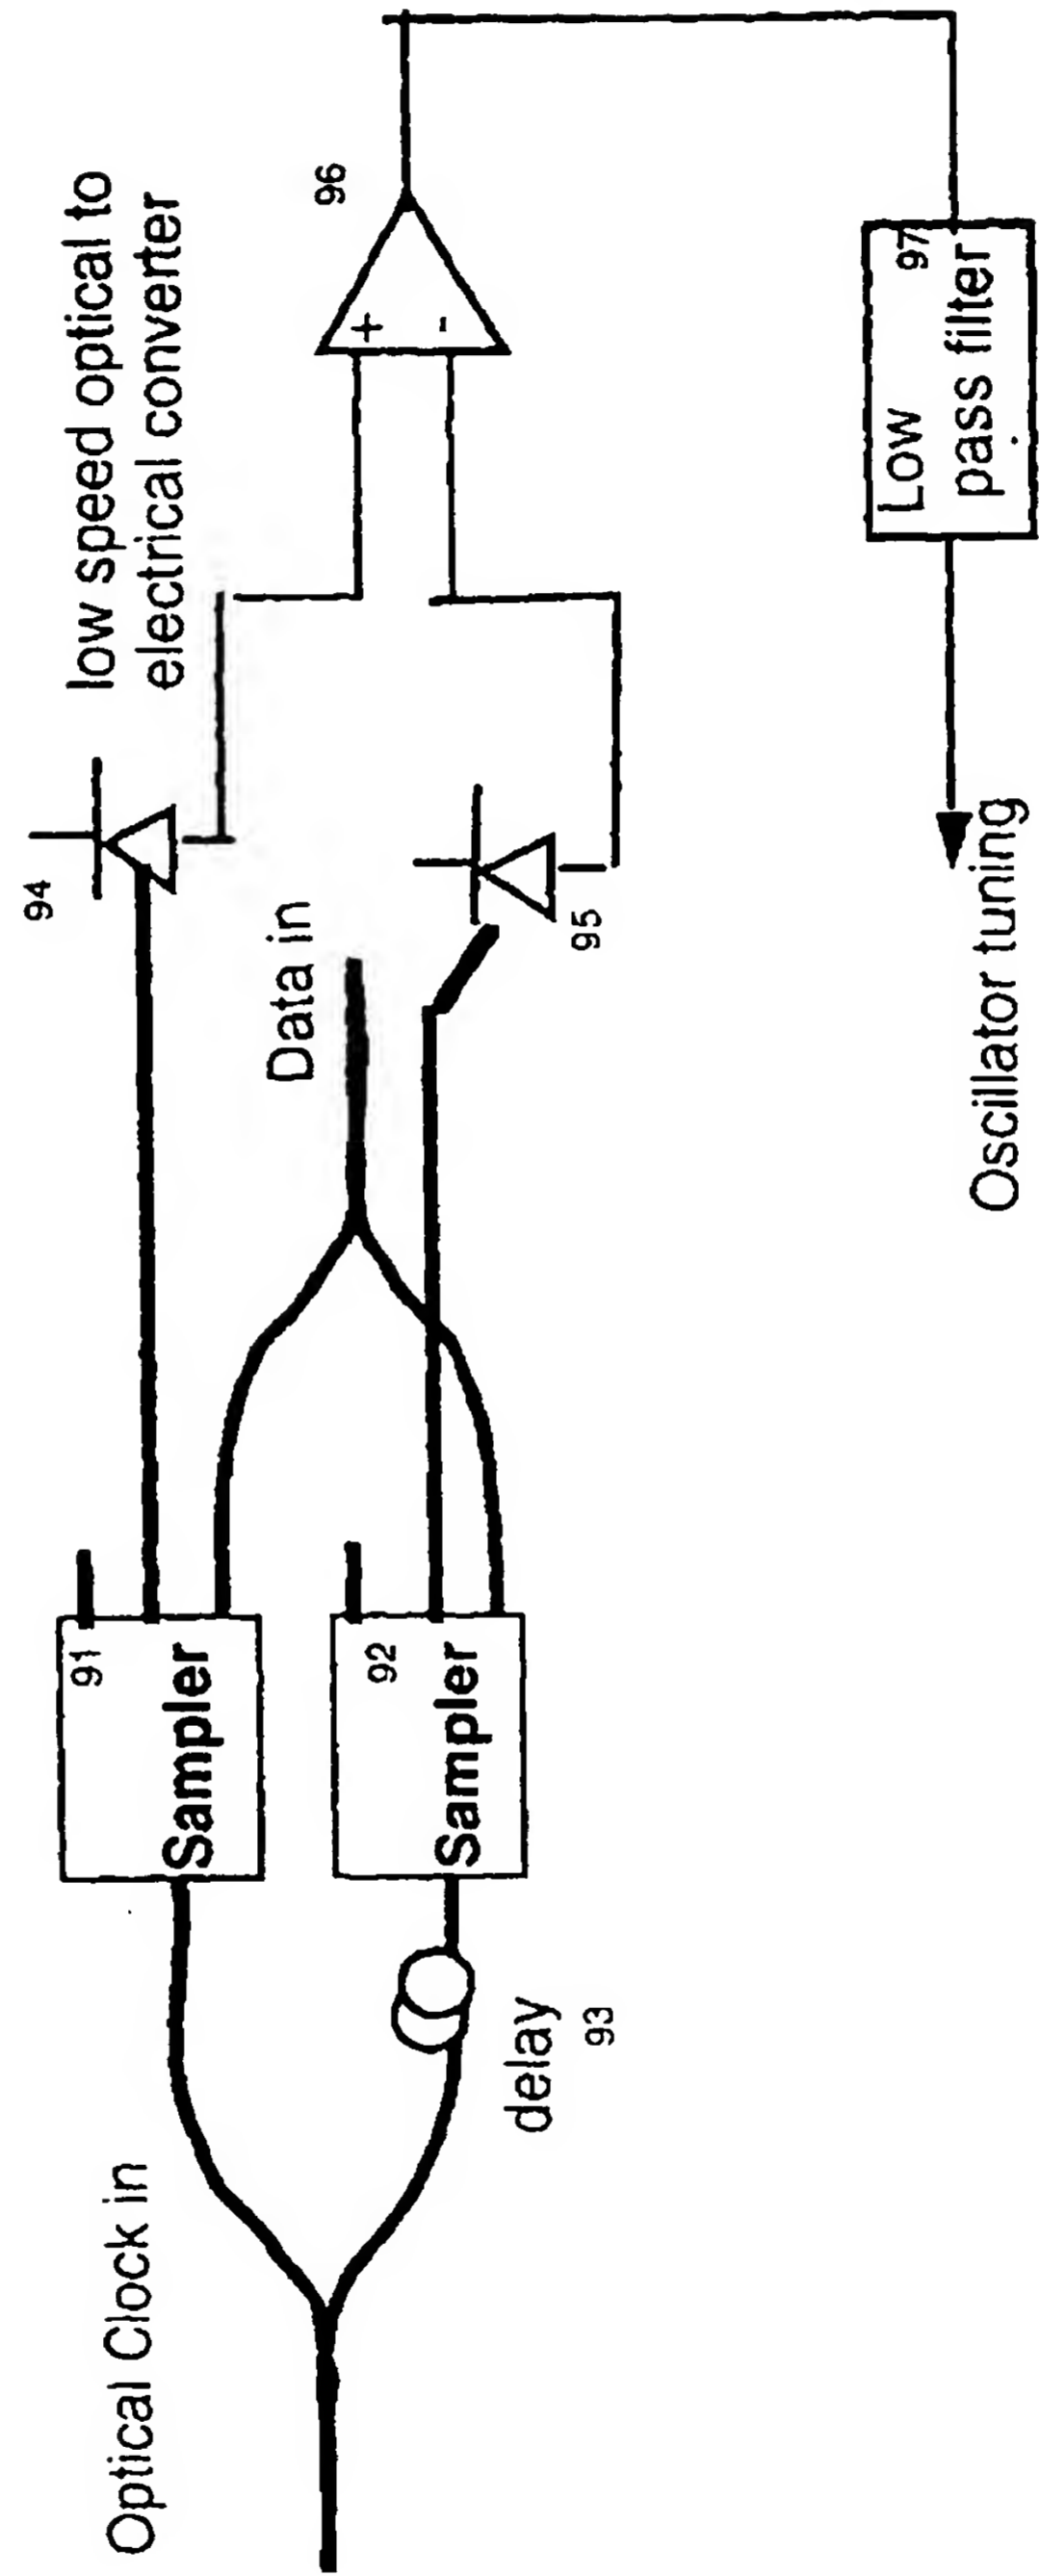 Optical Clock in
91
Sampler
94
low speed optical to
electrical converter
Data in
96
+
-
92
Sampler
95
delay
93
97
Low
pass filter
Oscillator tuning